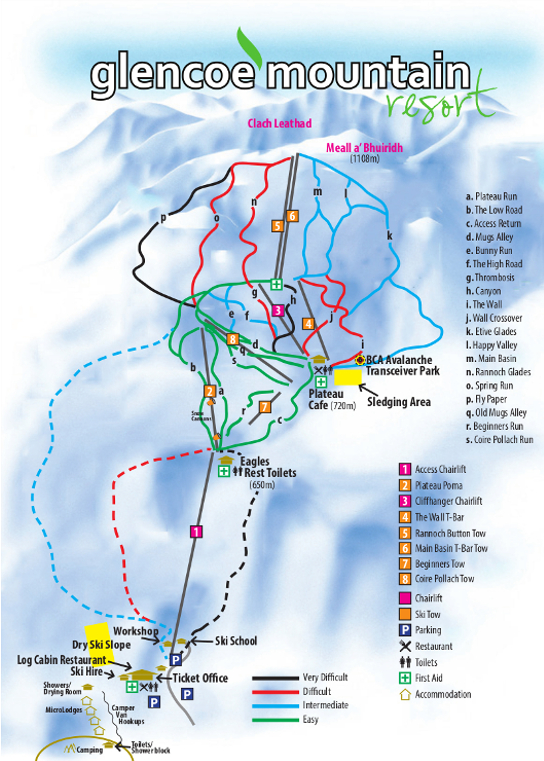 glencoe mountain
resort
Clach Leathad
Meall a' Bhuiridh
(1108m)
m
l
n
o
p
k
6
5
a. Plateau Run
b. The Low Road
c. Access Return
d. Mugs Alley
e. Bunny Run
f. The High Road
g. Thrombosis
h. Canyon
i. The Wall
j. Wall Crossover
k. Etive Glades
l. Happy Valley
m. Main Basin
n. Rannoch Glades
o. Spring Run
p. Fly Paper
q. Old Mugs Alley
r. Beginners Run
s. Coire Pollach Run
g
h
e
f
3
4
j
i
8
d
q
s
b
2
a
r
7
c
BCA Avalanche
Transceiver Park
Plateau
Cafe (720m)
Sledging Area
Snow
Cannons
Eagles
Rest Toilets
(650m)
1
1 Access Chairlift
2 Plateau Poma
3 Cliffhanger Chairlift
4 The Wall T-Bar
5 Rannoch Button Tow
6 Main Basin T-Bar Tow
7 Beginners Tow
8 Coire Pollach Tow
Chairlift
Ski Tow
P Parking
Restaurant
Toilets
First Aid
Accommodation
Workshop
Ski School
Dry Ski Slope
P
Log Cabin Restaurant
Ski Hire
Ticket Office
P
P
Showers/
Drying Room
MicroLodges
Camper
Van
Hookups
Camping
Toilets/
Shower block
Very Difficult
Difficult
Intermediate
Easy